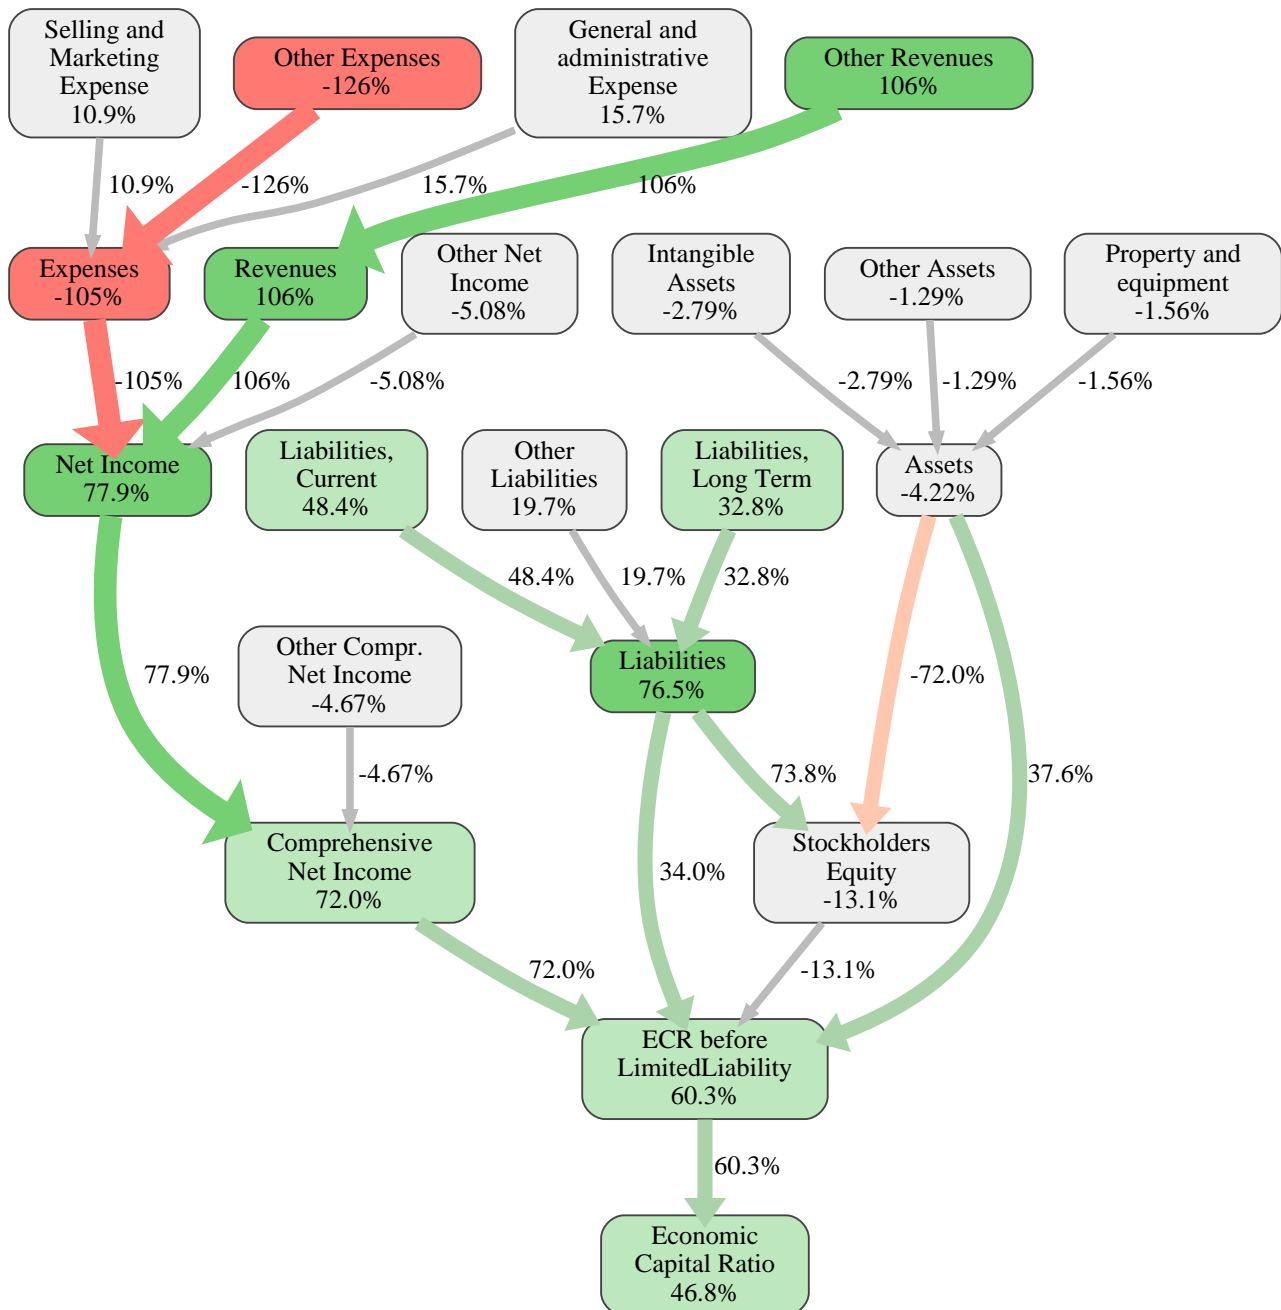 Selling and
Marketing
Expense
10.9%
Other Expenses
-126%
General and
administrative
Expense
15.7%
Other Revenues
106%
10.9%
-126%
15.7%
106%
Expenses
-105%
Revenues
106%
Other Net
Income
-5.08%
Intangible
Assets
-2.79%
Other Assets
-1.29%
Property and
equipment
-1.56%
-105%
106%
-5.08%
-2.79%
-1.29%
-1.56%
Net Income
77.9%
Liabilities,
Current
48.4%
Other
Liabilities
19.7%
Liabilities,
Long Term
32.8%
Assets
-4.22%
48.4%
19.7%
32.8%
77.9%
Other Compr.
Net Income
-4.67%
Liabilities
76.5%
-72.0%
-4.67%
73.8%
37.6%
Comprehensive
Net Income
72.0%
34.0%
Stockholders
Equity
-13.1%
72.0%
-13.1%
ECR before
LimitedLiability
60.3%
60.3%
Economic
Capital Ratio
46.8%